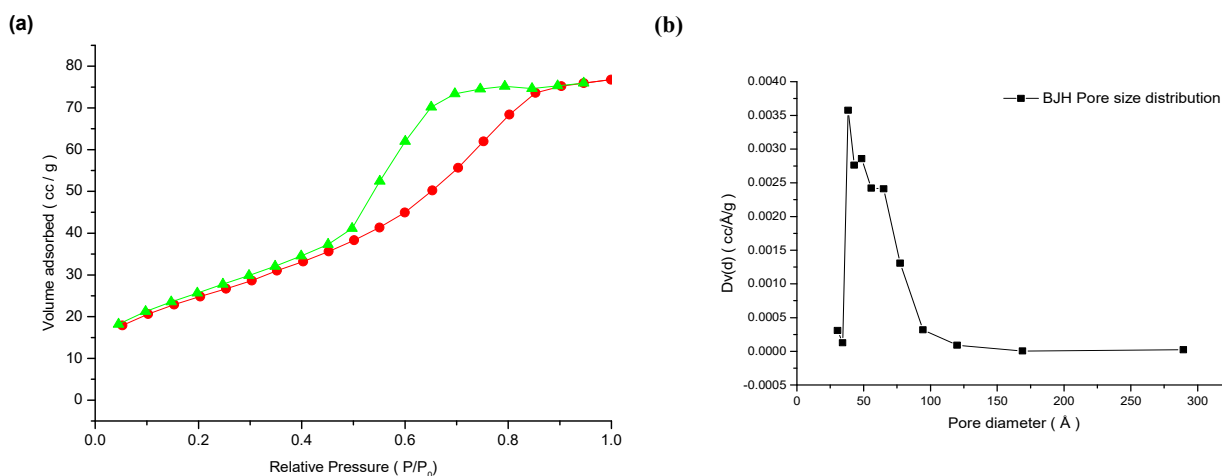 (a)
80
70
60
50
40
30
20
10
0
Volume adsorbed ( cc / g )
0.0 0.2 0.4 0.6 0.8 1.0
Relative Pressure ( P/P₀)
(b)
0.0040
0.0035
0.0030
0.0025
0.0020
0.0015
0.0010
0.0005
0.0000
-0.0005
Dv(d) ( cc/Å/g )
BJH Pore size distribution
0 50 100 150 200 250 300
Pore diameter ( Å )